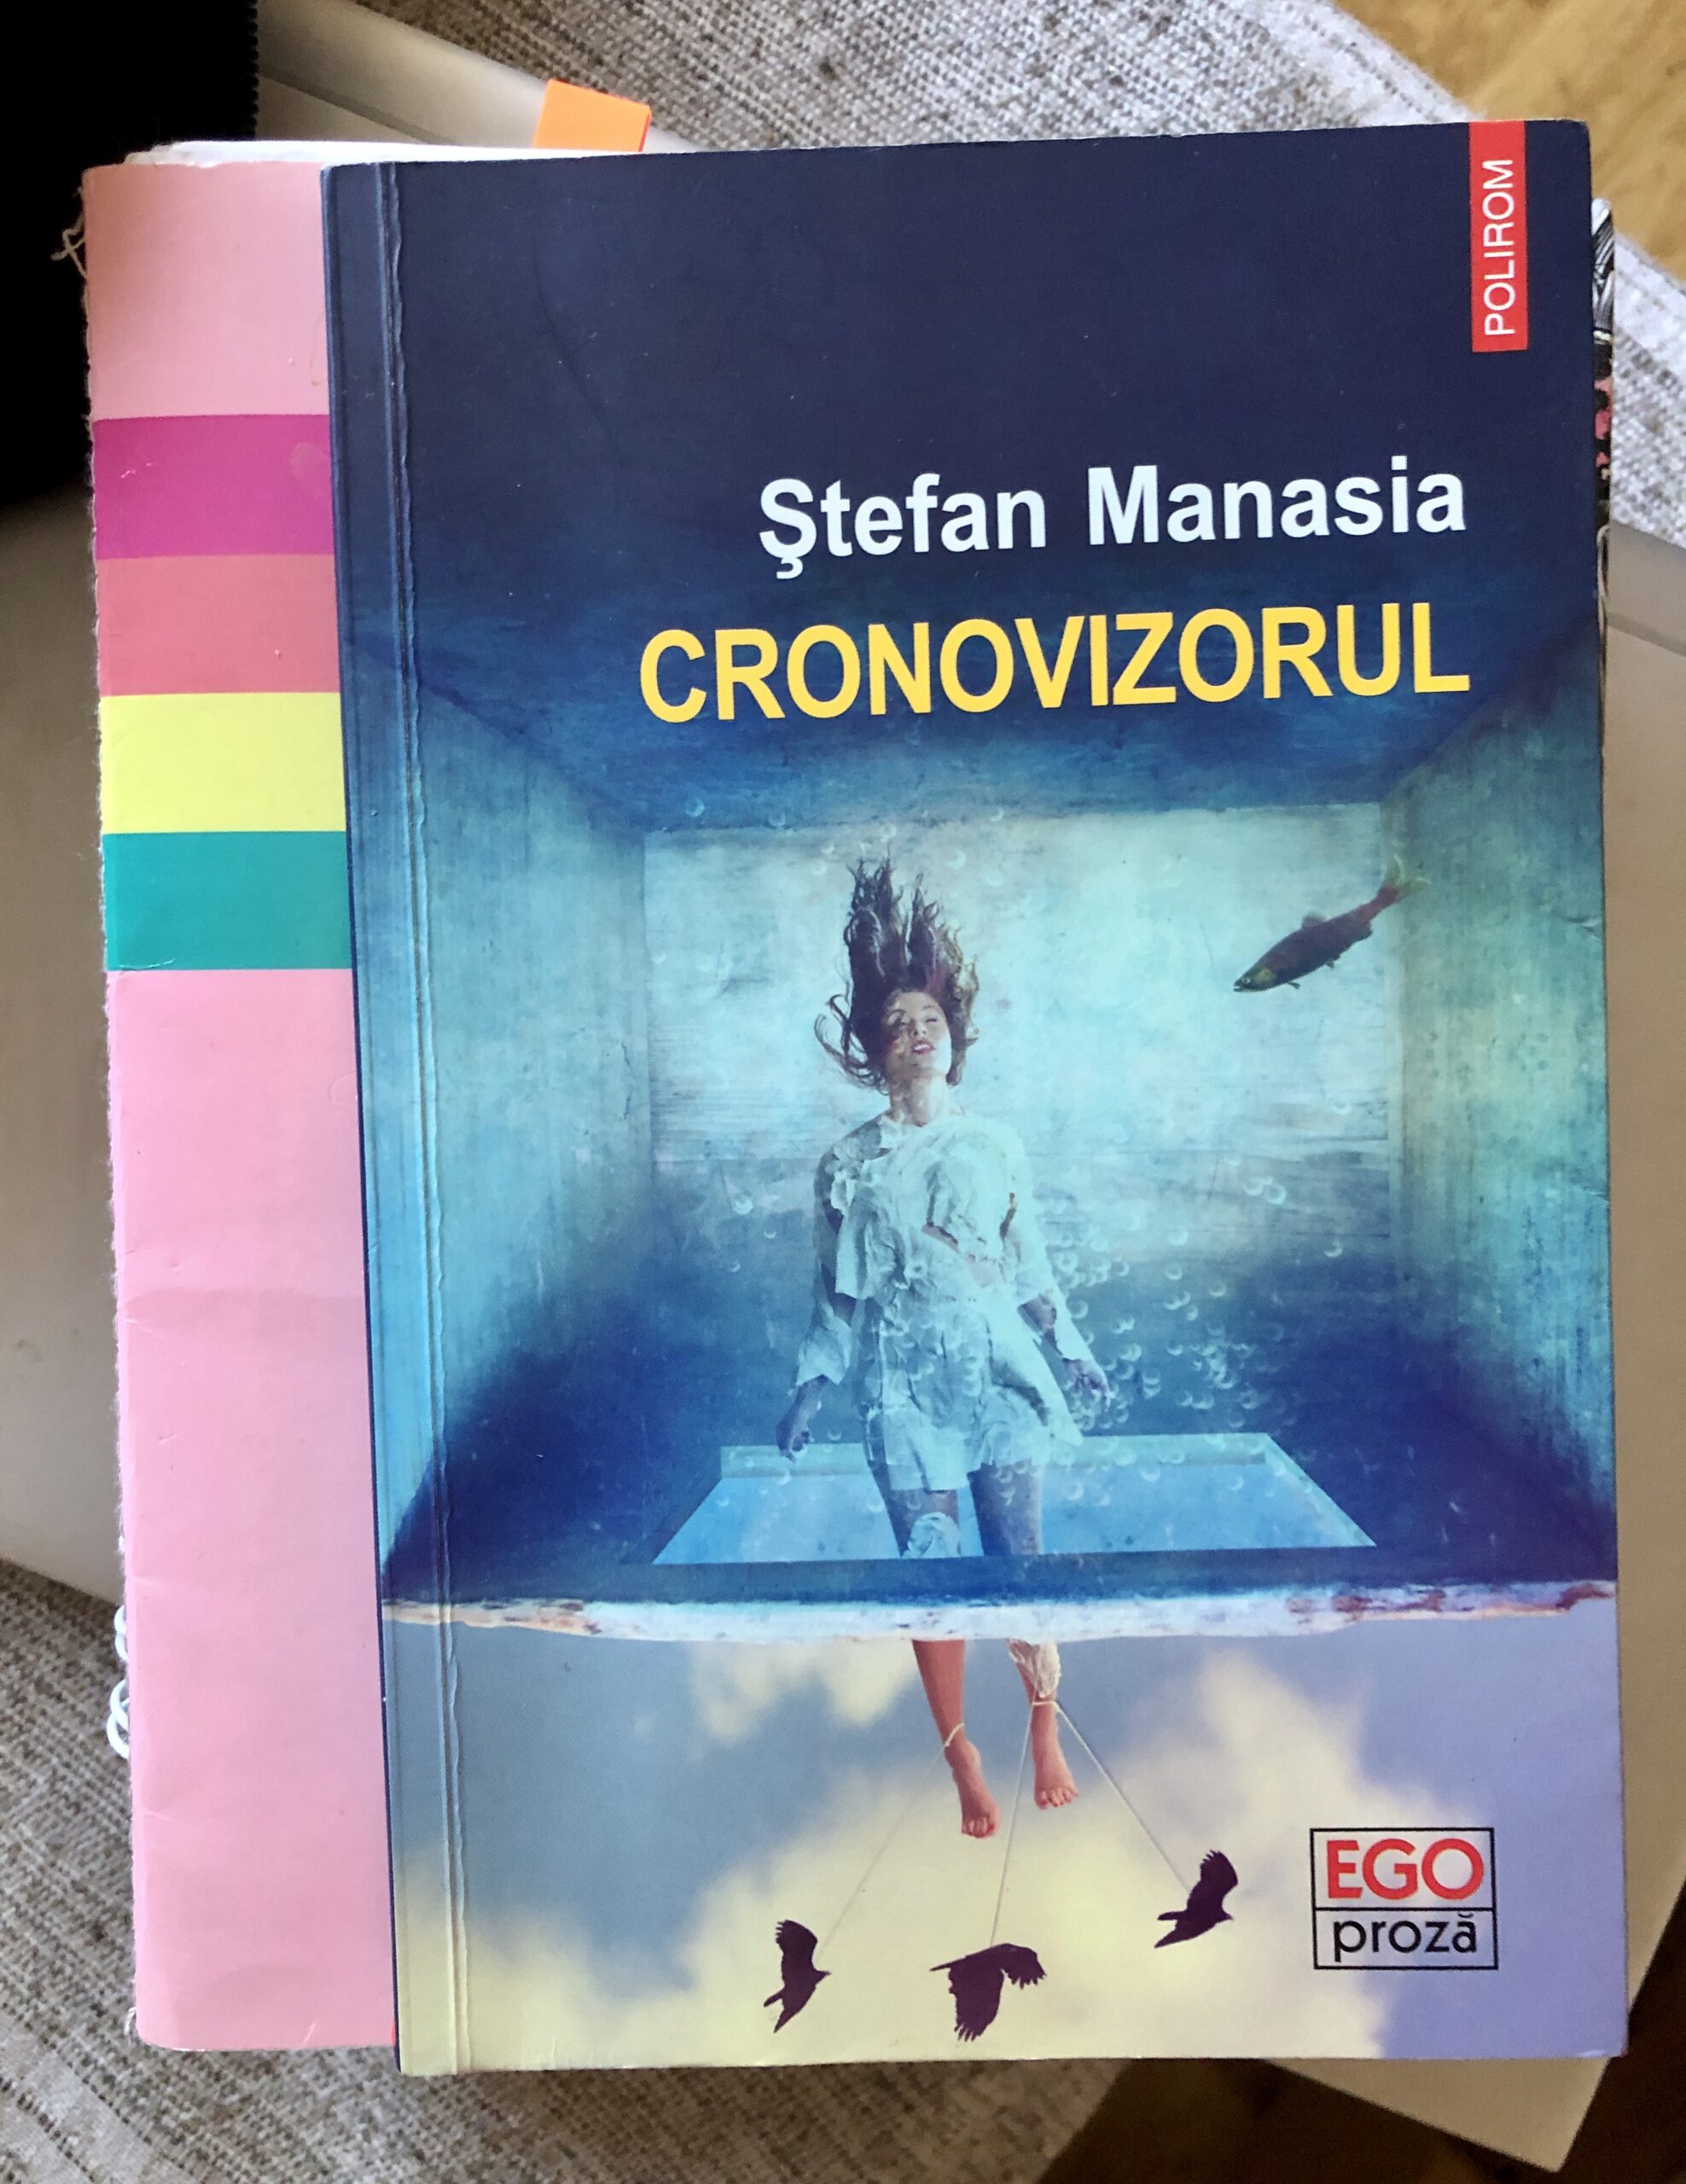 POLIROM
Ştefan Manasia
CRONOVIZORUL
EGO
proză